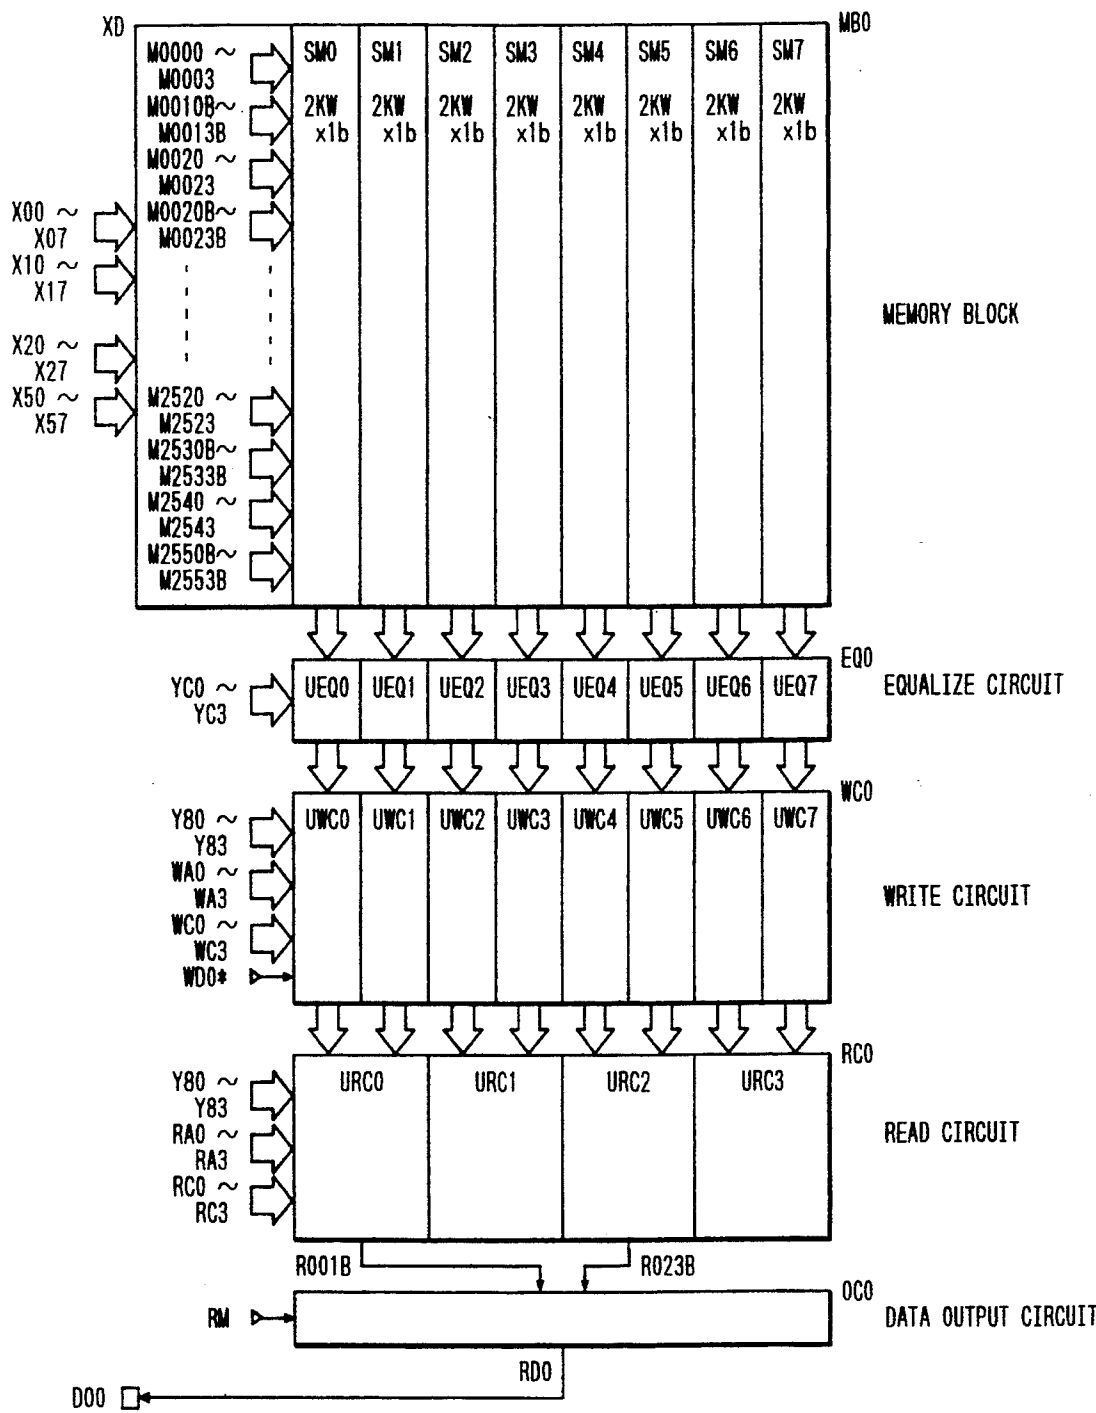 XD
MB0
M0000 ~
M0003
SM0 SM1 SM2 SM3 SM4 SM5 SM6 SM7
M0010B~
M0013B
2KW 2KW 2KW 2KW 2KW 2KW 2KW 2KW
x1b x1b x1b x1b x1b x1b x1b x1b
M0020 ~
M0023
X00 ~
X07
M0020B~
M0023B
X10 ~
X17
MEMORY BLOCK
X20 ~
X27
X50 ~
X57
M2520 ~
M2523
M2530B~
M2533B
M2540 ~
M2543
M2550B~
M2553B
EQ0
YC0 ~
YC3
UEQ0 UEQ1 UEQ2 UEQ3 UEQ4 UEQ5 UEQ6 UEQ7
EQUALIZE CIRCUIT
WC0
Y80 ~
Y83
UWC0 UWC1 UWC2 UWC3 UWC4 UWC5 UWC6 UWC7
WA0 ~
WA3
WRITE CIRCUIT
WC0 ~
WC3
WD0*
RC0
Y80 ~
Y83
URC0 URC1 URC2 URC3
RA0 ~
RA3
READ CIRCUIT
RC0 ~
RC3
R001B R023B
OC0
RM
DATA OUTPUT CIRCUIT
RD0
D00